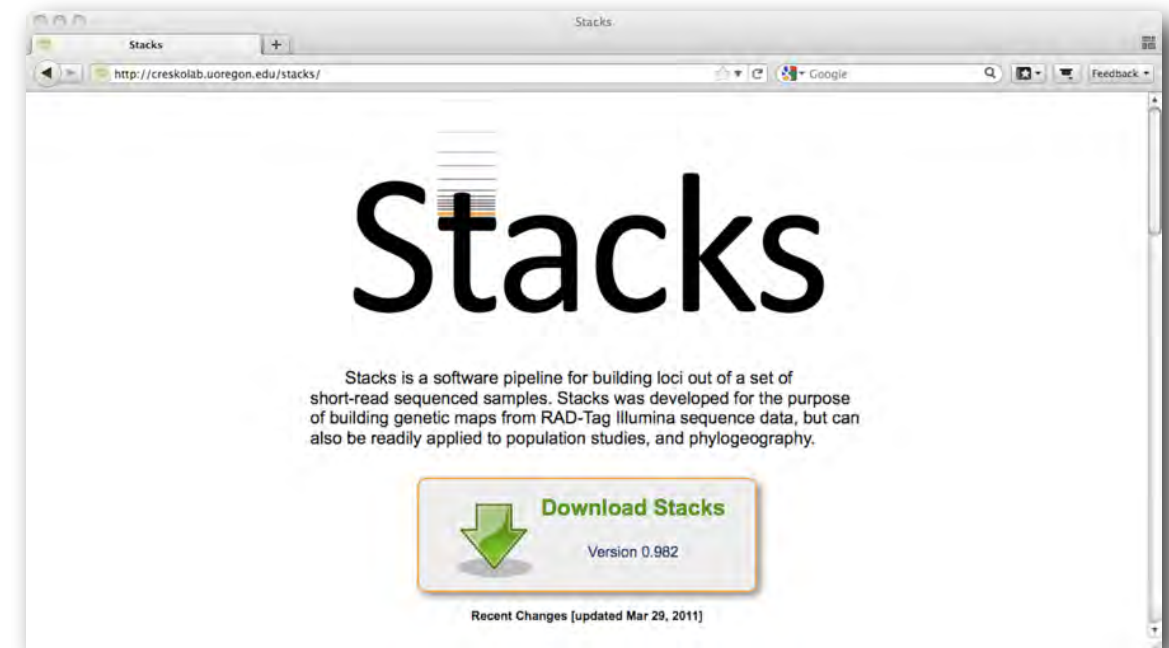 Stacks
Stacks
http://creskolab.uoregon.edu/stacks/
Google
Feedback
Stacks
Stacks is a software pipeline for building loci out of a set of
short-read sequenced samples. Stacks was developed for the purpose
of building genetic maps from RAD-Tag Illumina sequence data, but can
also be readily applied to population studies, and phylogeography.
Download Stacks
Version 0.982
Recent Changes [updated Mar 29, 2011]